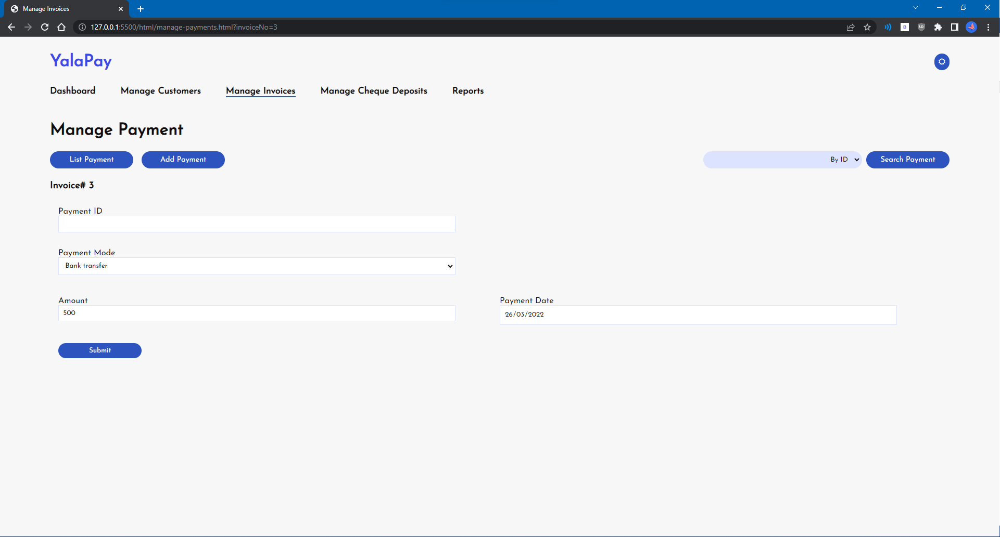 Manage Invoices
127.0.0.1:5500/html/manage-payments.html?invoiceNo=3
B
YalaPay
Dashboard Manage Customers Manage Invoices Manage Cheque Deposits Reports
Manage Payment
List Payment Add Payment By ID Search Payment
Invoice# 3
Payment ID
Payment Mode
Bank transfer
Amount Payment Date
500 26/03/2022
Submit